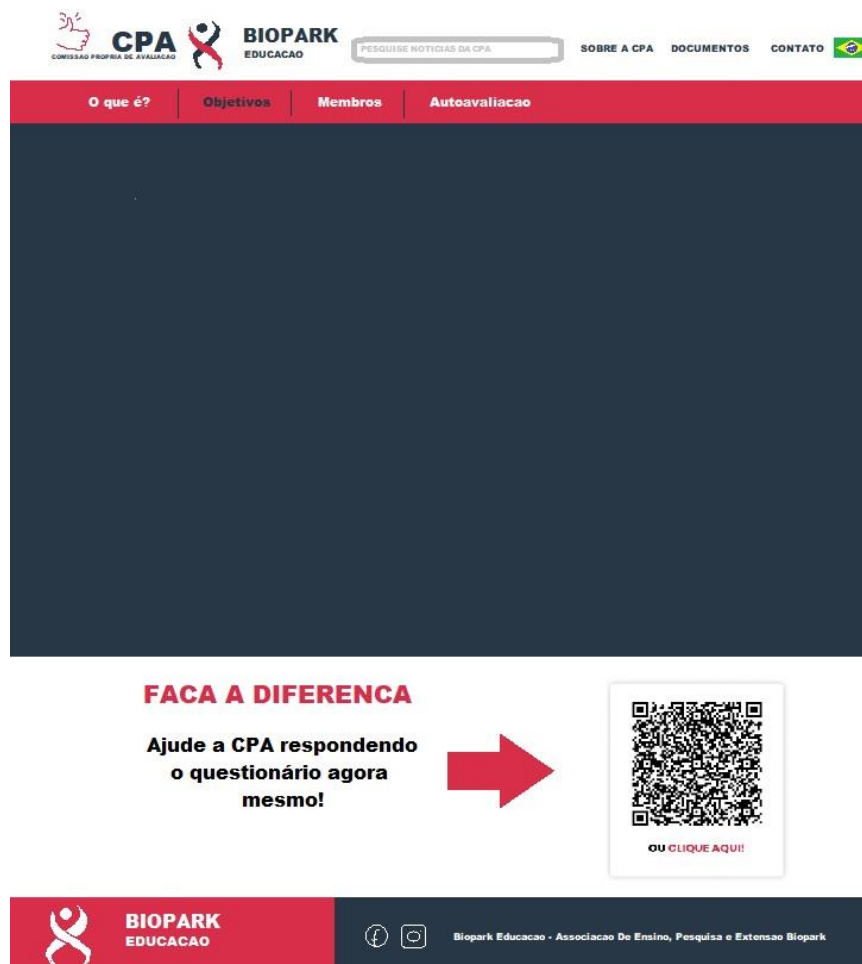 CPA
COMISSAO PROPRIA DE AVALIACAO
BIOPARK
EDUCACAO
PESQUISE NOTICIAS DA CPA
SOBRE A CPA
DOCUMENTOS
CONTATO
O que é?
Objetivos
Membros
Autoavaliacao
FACA A DIFERENCA
Ajude a CPA respondendo
o questionário agora
mesmo!
OU CLIQUE AQUI!
BIOPARK
EDUCACAO
Biopark Educacao - Associacao De Ensino, Pesquisa e Extensao Biopark